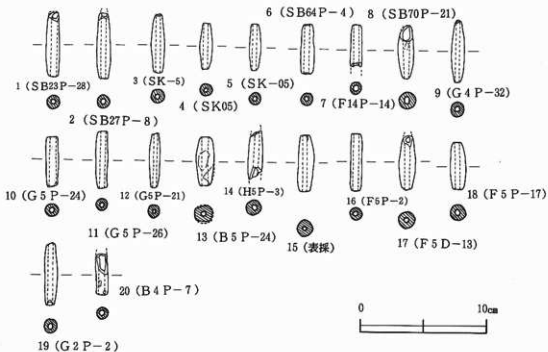 6 (SB64P-4)
8 (SB70P-21)
1 (SB23P-28)
3 (SK-5)
5 (SK-05)
4 (SK05)
7 (F14P-14)
9 (G4P-32)
2 (SB27P-8)
10 (G5P-24)
12 (G5P-21)
14 (H5P-3)
16 (F6P-2)
18 (F5P-17)
11 (G5P-26)
13 (B5P-24)
15 (表採)
17 (F5D-13)
20 (B4P-7)
19 (G2P-2)
0 10cm